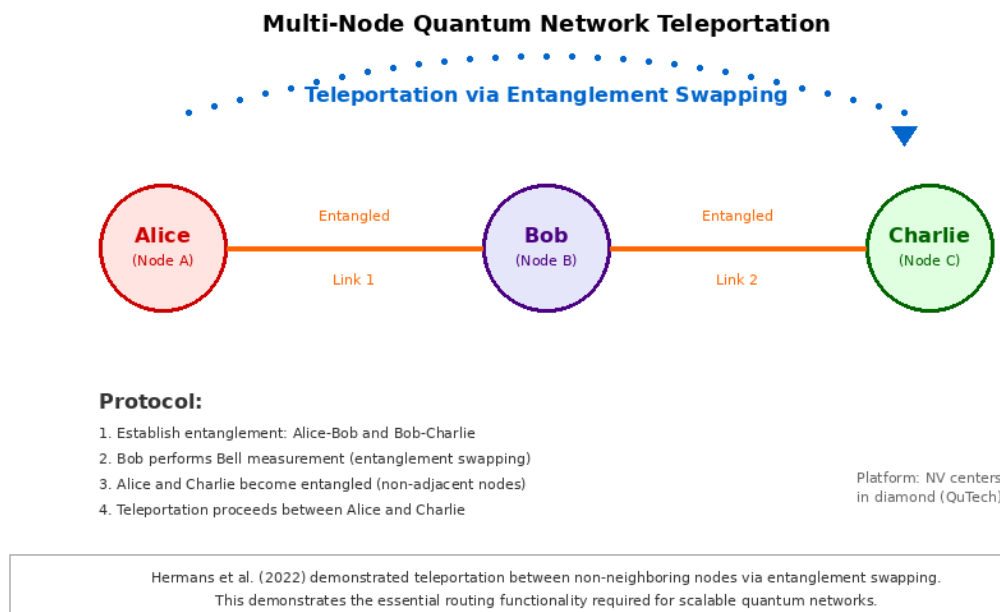 Multi-Node Quantum Network Teleportation
Teleportation via Entanglement Swapping
Alice
(Node A)
Entangled
Link 1
Bob
(Node B)
Entangled
Link 2
Charlie
(Node C)
Protocol:
1. Establish entanglement: Alice-Bob and Bob-Charlie
2. Bob performs Bell measurement (entanglement swapping)
3. Alice and Charlie become entangled (non-adjacent nodes)
4. Teleportation proceeds between Alice and Charlie
Platform: NV centers
in diamond (QuTech)
Hermans et al. (2022) demonstrated teleportation between non-neighboring nodes via entanglement swapping.
This demonstrates the essential routing functionality required for scalable quantum networks.